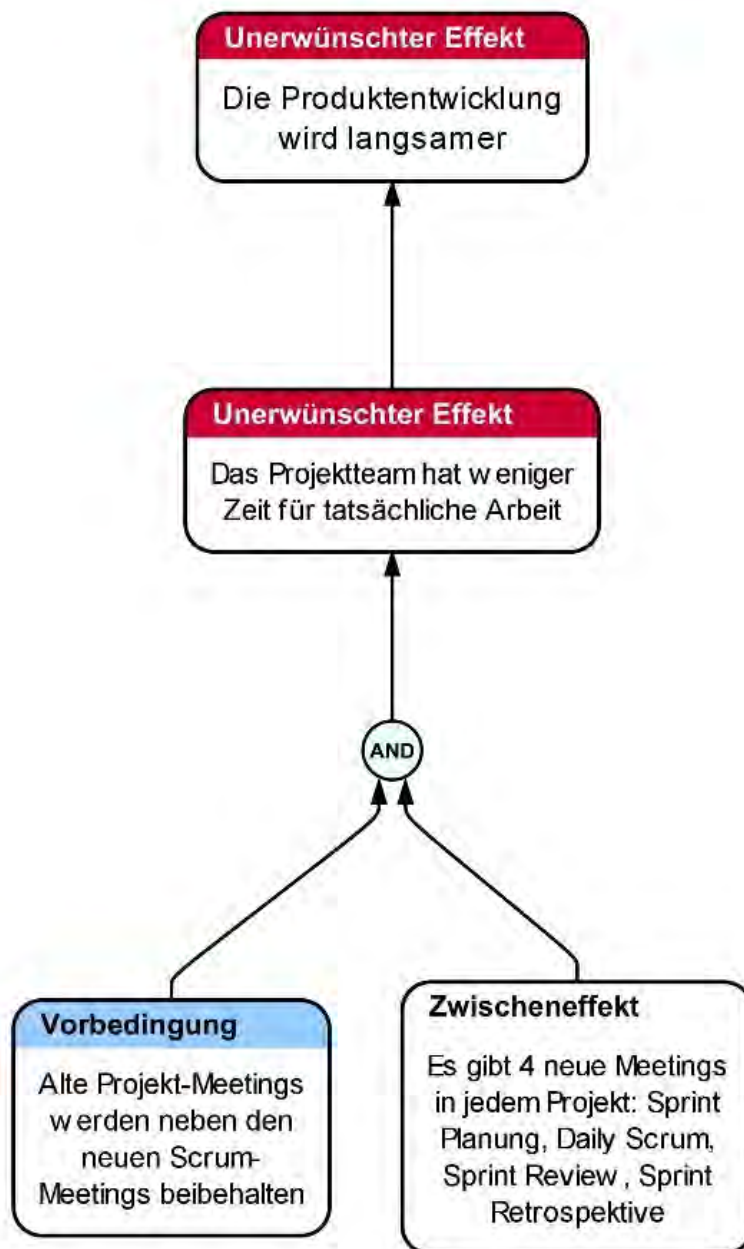 Unerwünschter Effekt
Die Produktentwicklung
wird langsamer
Unerwünschter Effekt
Das Projektteam hat weniger
Zeit für tatsächliche Arbeit
AND
Vorbedingung
Alte Projekt-Meetings
werden neben den
neuen Scrum-
Meetings beibehalten
Zwischeneffekt
Es gibt 4 neue Meetings
in jedem Projekt: Sprint
Planung, Daily Scrum,
Sprint Review , Sprint
Retrospektive